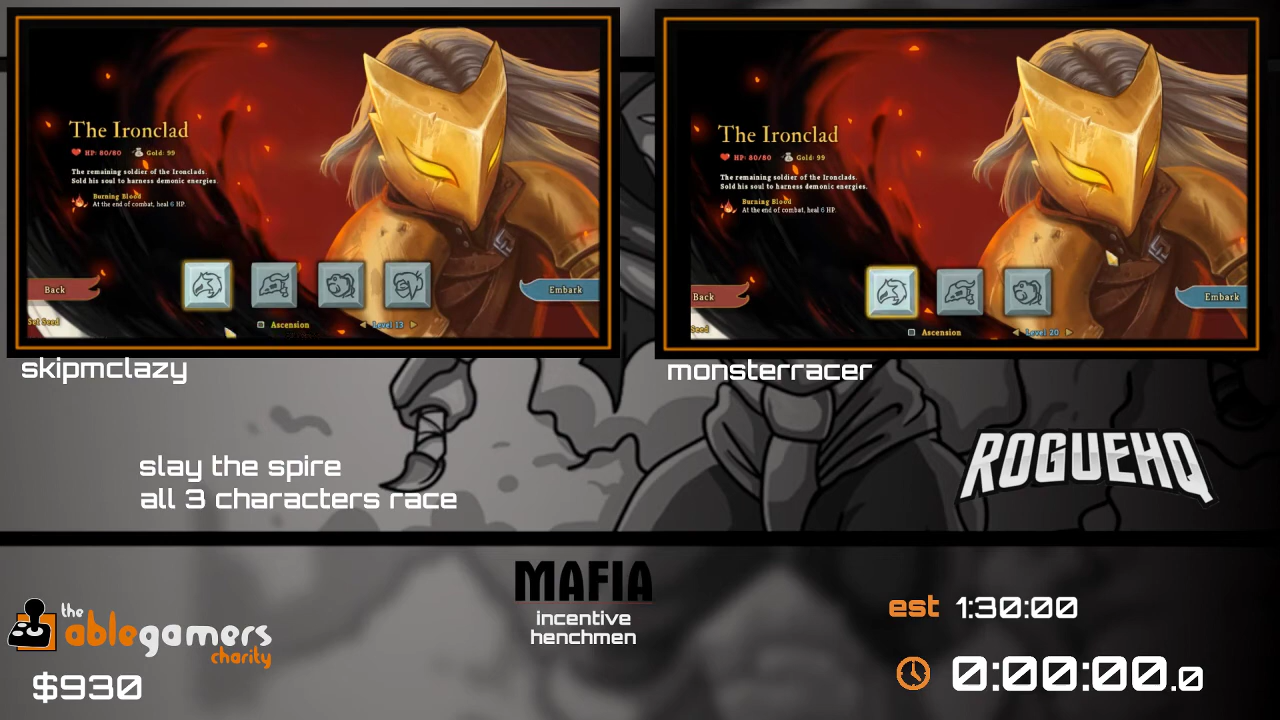 The Ironclad
HP: 80/80 Gold: 99
The remaining soldier of the Ironclads.
Sold his soul to harness demonic energies.
Burning Blood
At the end of combat, heal 6 HP.
Back
Embark
Set Seed
Ascension
Level 13
skipmclazy
The Ironclad
HP: 80/80 Gold: 99
The remaining soldier of the Ironclads.
Sold his soul to harness demonic energies.
Burning Blood
At the end of combat, heal 6 HP.
Back
Embark
Seed
Ascension
Level 20
monsterracer
slay the spire
all 3 characters race
ROGUEHQ
MAFIA
incentive
henchmen
the
ablegamers
charity
$930
est 1:30:00
0:00:00.0